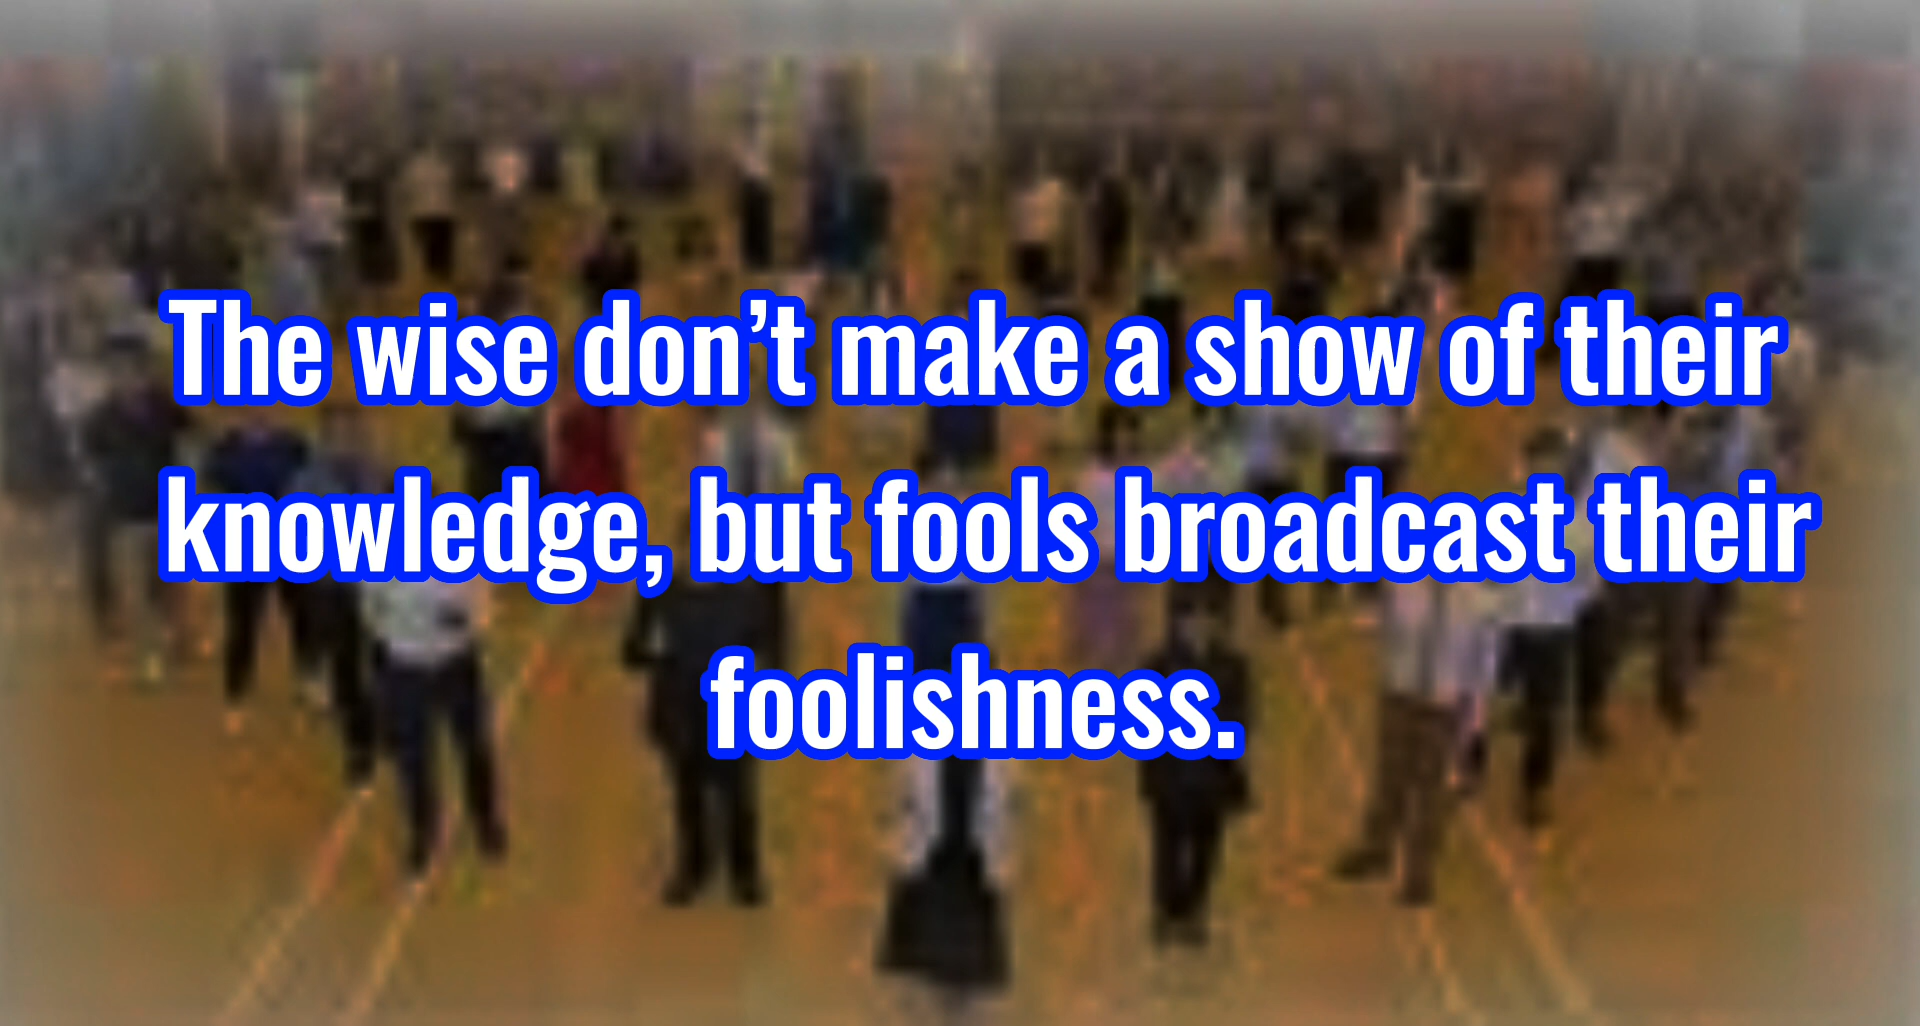 The wise don’t make a show of their
knowledge, but fools broadcast their
foolishness.